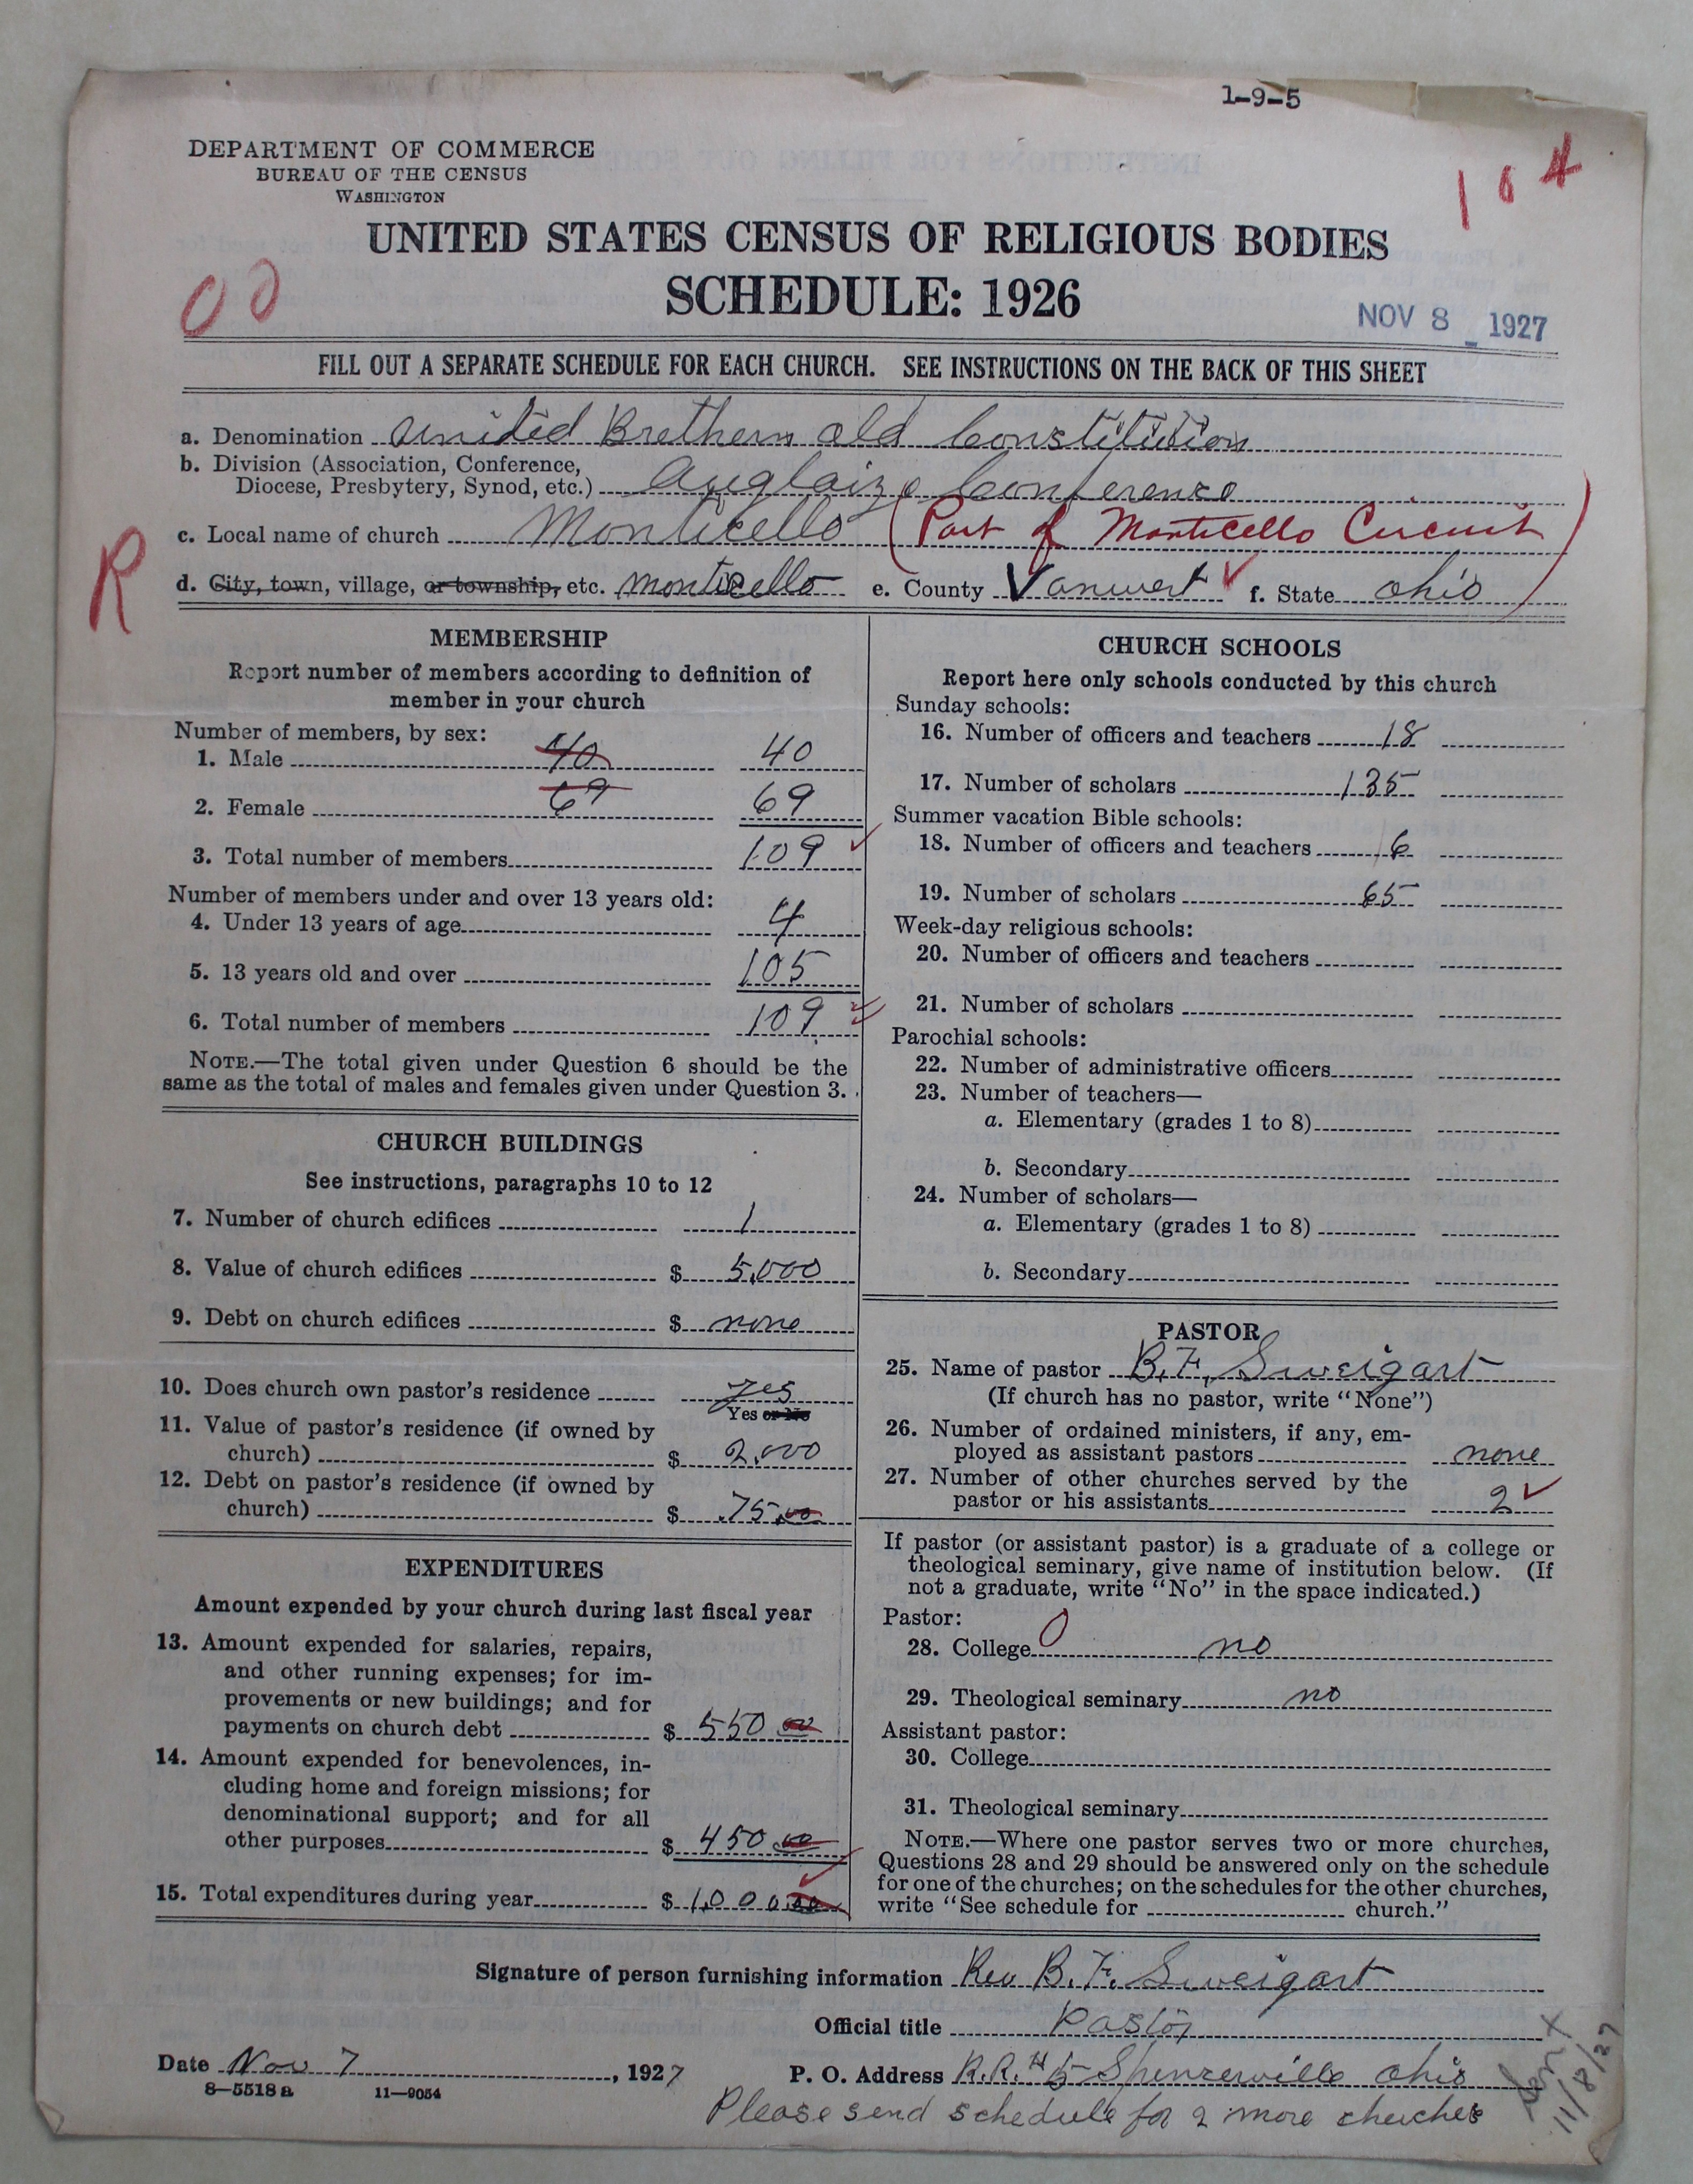 1-9-5
DEPARTMENT OF COMMERCE
BUREAU OF THE CENSUS
WASHINGTON
104
UNITED STATES CENSUS OF RELIGIOUS BODIES
SCHEDULE: 1926
00
NOV 8 1927
FILL OUT A SEPARATE SCHEDULE FOR EACH CHURCH. SEE INSTRUCTIONS ON THE BACK OF THIS SHEET
a. Denomination United Brethern old Constitution
b. Division (Association, Conference,
Diocese, Presbytery, Synod, etc.) Auglaize Conference
c. Local name of church Monticello (Part of Monticello Circuit)
R
d. City, town, village, or township, etc. monticello e. County Vanwert f. State ohio
MEMBERSHIP
Report number of members according to definition of
member in your church
Number of members, by sex:
1. Male 40 40
2. Female 69 69
3. Total number of members 109
Number of members under and over 13 years old:
4. Under 13 years of age 4
5. 13 years old and over 105
6. Total number of members 109
NOTE.—The total given under Question 6 should be the
same as the total of males and females given under Question 3.
CHURCH BUILDINGS
See instructions, paragraphs 10 to 12
7. Number of church edifices 1
8. Value of church edifices $ 5,000
9. Debt on church edifices $ none
10. Does church own pastor's residence yes
Yes or No
11. Value of pastor's residence (if owned by
church) $ 2,000
12. Debt on pastor's residence (if owned by
church) $ 75.00
EXPENDITURES
Amount expended by your church during last fiscal year
13. Amount expended for salaries, repairs,
and other running expenses; for im-
provements or new buildings; and for
payments on church debt $ 550 00
14. Amount expended for benevolences, in-
cluding home and foreign missions; for
denominational support; and for all
other purposes $ 450 00
15. Total expenditures during year $ 1,000 00
CHURCH SCHOOLS
Report here only schools conducted by this church
Sunday schools:
16. Number of officers and teachers 18
17. Number of scholars 135
Summer vacation Bible schools:
18. Number of officers and teachers 6
19. Number of scholars 65
Week-day religious schools:
20. Number of officers and teachers
21. Number of scholars
Parochial schools:
22. Number of administrative officers
23. Number of teachers—
a. Elementary (grades 1 to 8)
b. Secondary
24. Number of scholars—
a. Elementary (grades 1 to 8)
b. Secondary
PASTOR
25. Name of pastor B. F. Sweigart
(If church has no pastor, write "None")
26. Number of ordained ministers, if any, em-
ployed as assistant pastors none
27. Number of other churches served by the
pastor or his assistants 2
If pastor (or assistant pastor) is a graduate of a college or
theological seminary, give name of institution below. (If
not a graduate, write "No" in the space indicated.)
Pastor:
28. College 0 no
29. Theological seminary no
Assistant pastor:
30. College
31. Theological seminary
NOTE.—Where one pastor serves two or more churches,
Questions 28 and 29 should be answered only on the schedule
for one of the churches; on the schedules for the other churches,
write "See schedule for church."
Signature of person furnishing information Rev B. F. Sweigart
Official title Pastor
Date Nov 7, 1927 P. O. Address R.R. # 5 Spencerville ohio
8—5518 a 11—9054
Please send schedule for 2 more churches
Sent
11/8/27